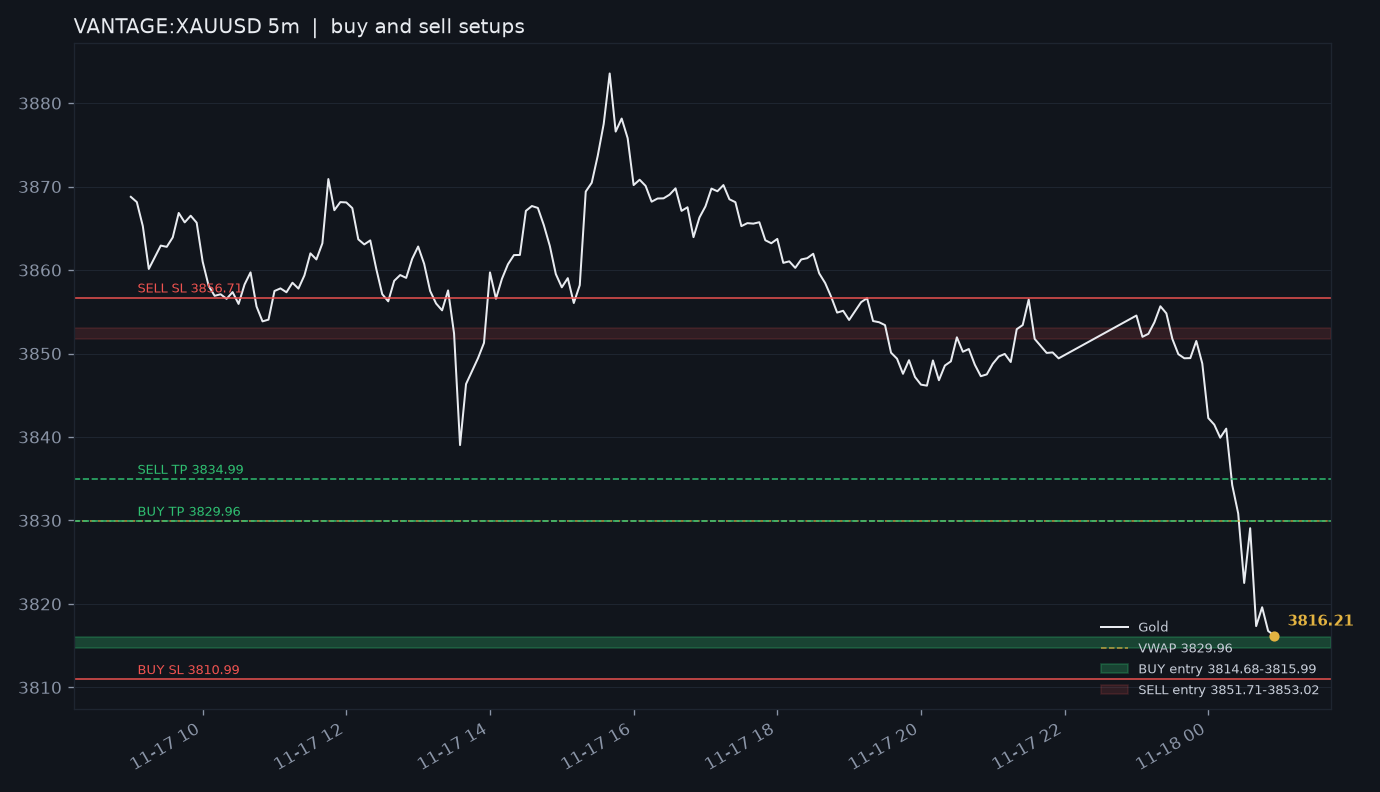 VANTAGE:XAUUSD 5m | buy and sell setups
3880
3870
3860
SELL SL 3856.71
3850
3840
SELL TP 3834.99
BUY TP 3829.96
3830
3820
3816.21
Gold
VWAP 3829.96
BUY entry 3814.68-3815.99
SELL entry 3851.71-3853.02
BUY SL 3810.99
3810
11-17 10
11-17 12
11-17 14
11-17 16
11-17 18
11-17 20
11-17 22
11-18 00